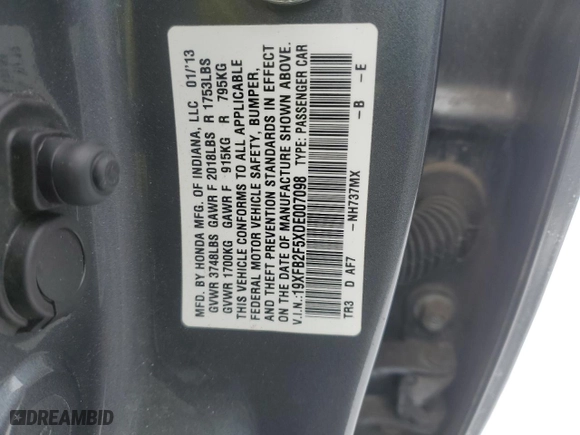 MFD. BY HONDA MFG. OF INDIANA, LLC 01/'13
GVWR 3748LBS GAWR F 2018LBS R 1753LBS
GVWR 1700KG GAWR F 915KG R 795KG
THIS VEHICLE CONFORMS TO ALL APPLICABLE
FEDERAL MOTOR VEHICLE SAFETY, BUMPER,
AND THEFT PREVENTION STANDARDS IN EFFECT
ON THE DATE OF MANUFACTURE SHOWN ABOVE.
V.I.N.:19XFB2F5XDE007098 TYPE: PASSENGER CAR
TR3 D AF7 -NH737MX -B -E
DREAMBID